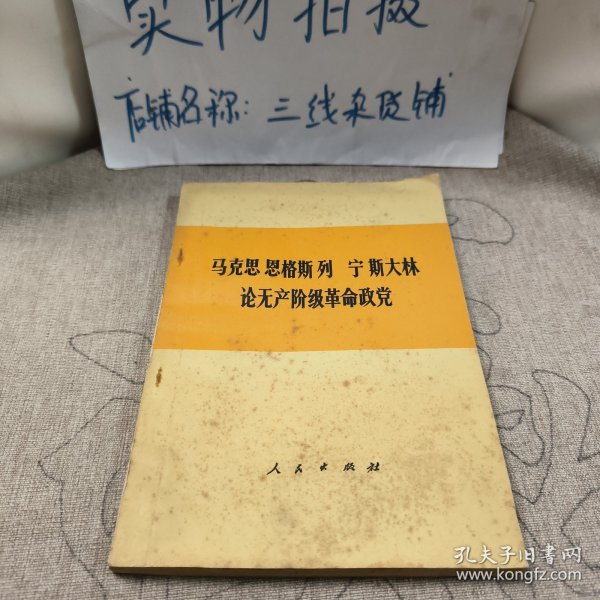 实物拍摄
店铺名称：三线杂货铺
马克思 恩格斯 列 宁 斯大林
论无产阶级革命政党
人民出版社
孔夫子旧书网
www.kongfz.com